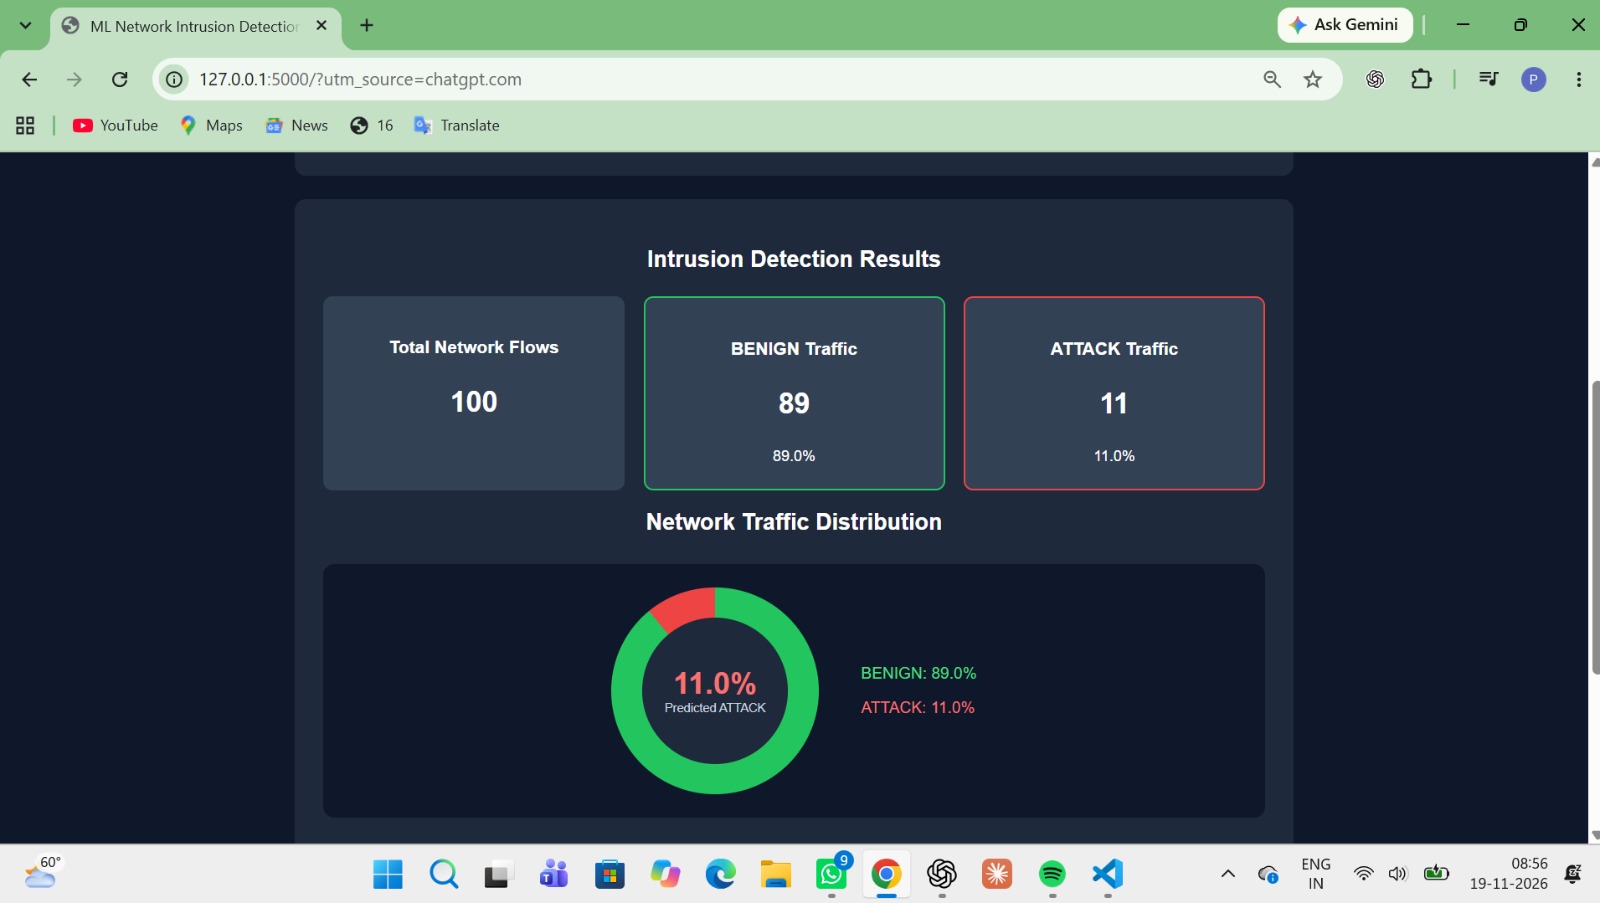 ML Network Intrusion Detection
Ask Gemini
127.0.0.1:5000/?utm_source=chatgpt.com
P
YouTube
Maps
News
16
Translate
Intrusion Detection Results
Total Network Flows
100
BENIGN Traffic
89
89.0%
ATTACK Traffic
11
11.0%
Network Traffic Distribution
11.0%
Predicted ATTACK
BENIGN: 89.0%
ATTACK: 11.0%
60°
9
ENG
IN
08:56
19-11-2026